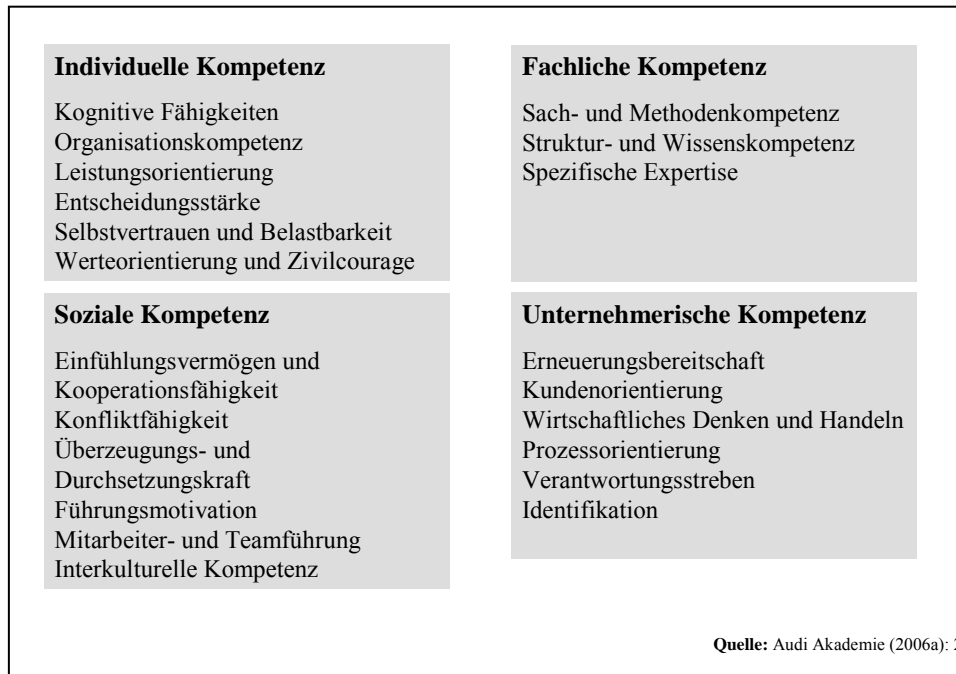 Individuelle Kompetenz
Kognitive Fähigkeiten
Organisationskompetenz
Leistungsorientierung
Entscheidungsstärke
Selbstvertrauen und Belastbarkeit
Werteorientierung und Zivilcourage
Fachliche Kompetenz
Sach- und Methodenkompetenz
Struktur- und Wissenskompetenz
Spezifische Expertise
Soziale Kompetenz
Einfühlungsvermögen und
Kooperationsfähigkeit
Konfliktfähigkeit
Überzeugungs- und
Durchsetzungskraft
Führungsmotivation
Mitarbeiter- und Teamführung
Interkulturelle Kompetenz
Unternehmerische Kompetenz
Erneuerungsbereitschaft
Kundenorientierung
Wirtschaftliches Denken und Handeln
Prozessorientierung
Verantwortungsstreben
Identifikation
Quelle: Audi Akademie (2006a):